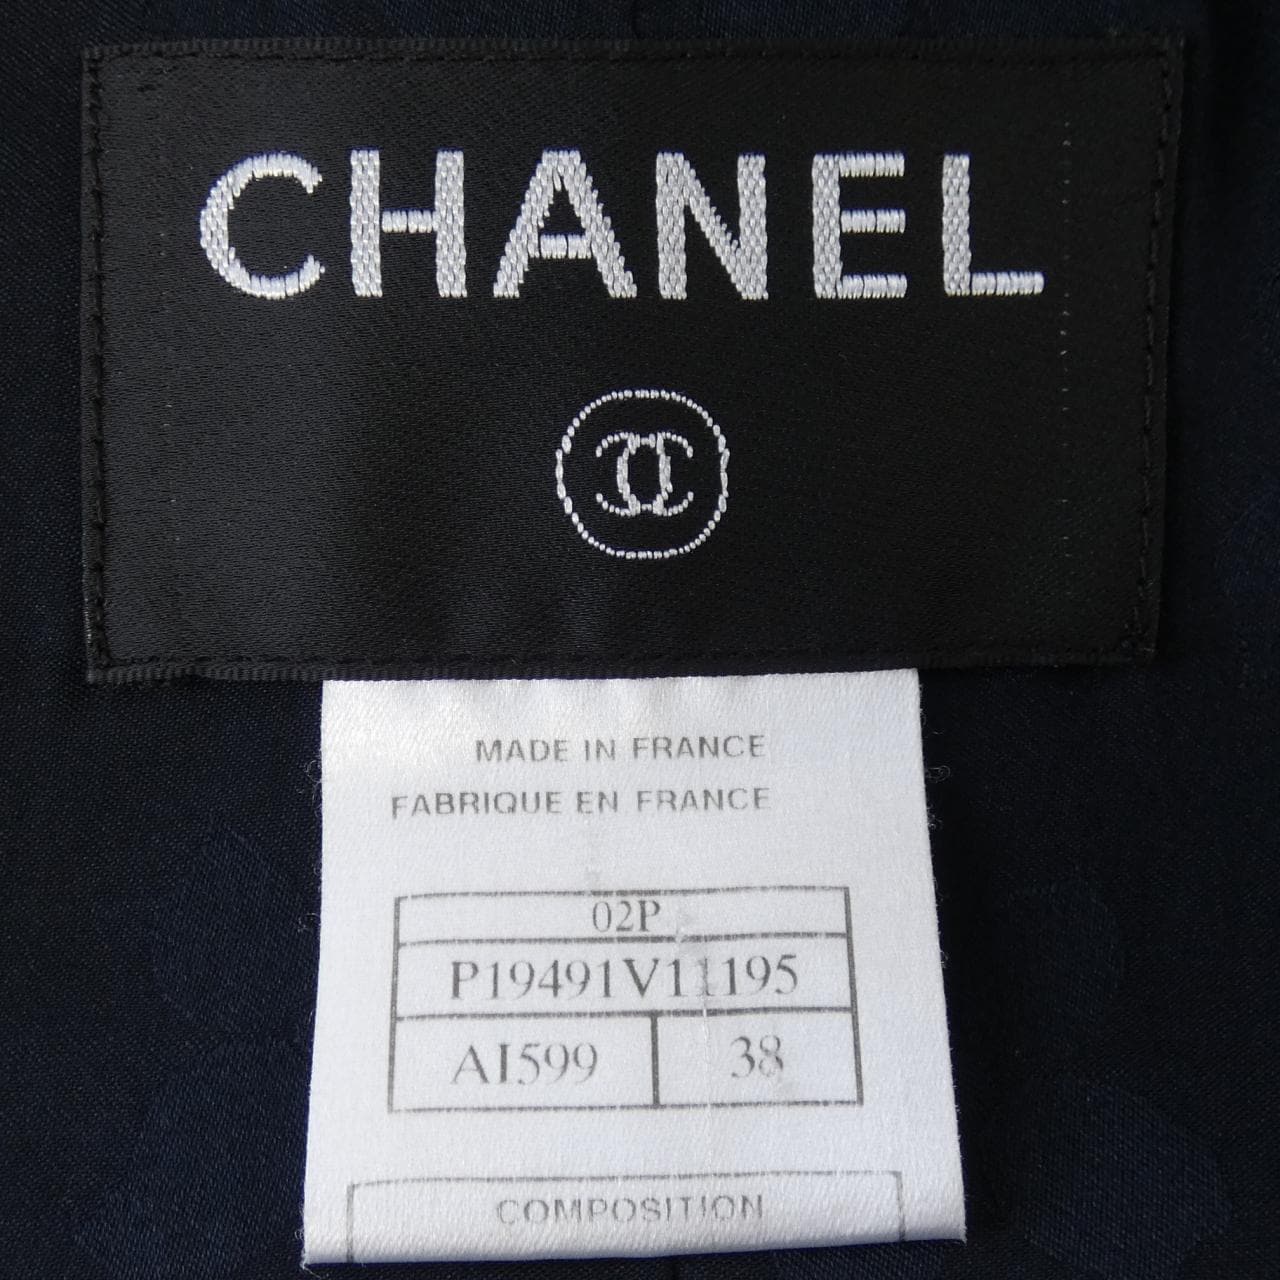 CHANEL
MADE IN FRANCE
FABRIQUE EN FRANCE
02P
P19491V11195
AI599 38
COMPOSITION